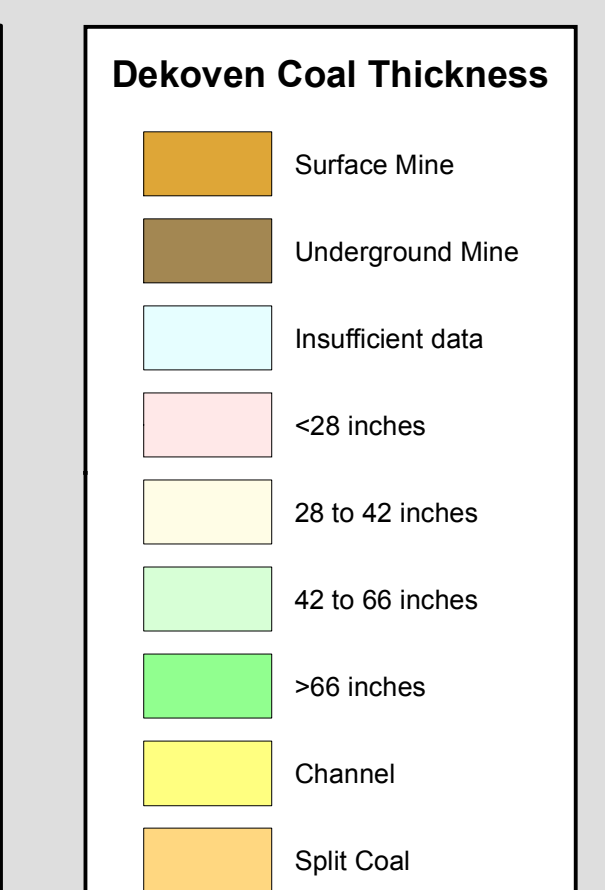 Dekoven Coal Thickness
Surface Mine
Underground Mine
Insufficient data
<28 inches
28 to 42 inches
42 to 66 inches
>66 inches
Channel
Split Coal